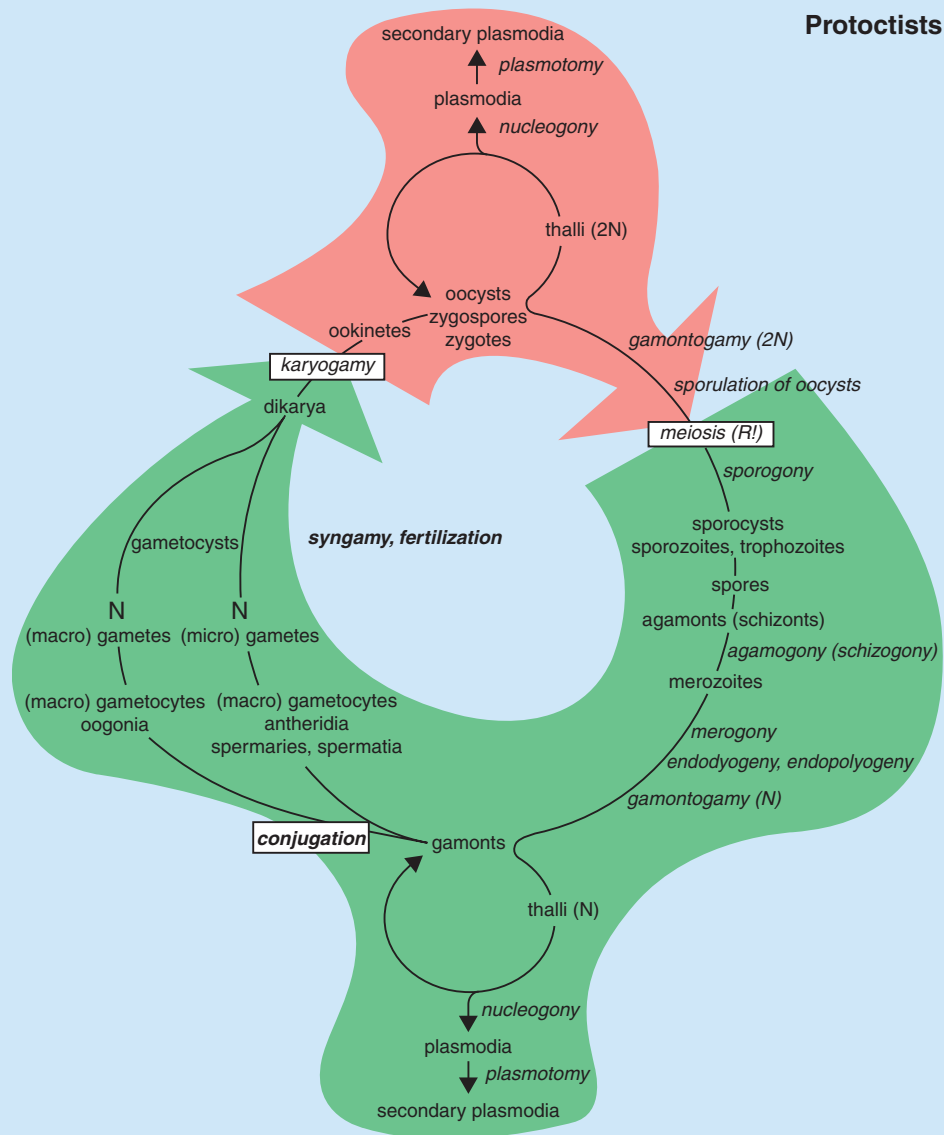 Protoctists
secondary plasmodia
plasmotomy
plasmodia
nucleogony
thalli (2N)
oocysts
zygospores
zygotes
ookinetes
gamontogamy (2N)
karyogamy
sporulation of oocysts
dikarya
meiosis (R!)
sporogony
sporocysts
sporozoites, trophozoites
spores
agamonts (schizonts)
agamogony (schizogony)
merozoites
merogony
endodyogeny, endopolyogeny
gamontogamy (N)
syngamy, fertilization
gametocysts
N
(macro) gametes
N
(micro) gametes
(macro) gametocytes
oogonia
(macro) gametocytes
antheridia
spermaries, spermatia
conjugation
gamonts
thalli (N)
nucleogony
plasmodia
plasmotomy
secondary plasmodia